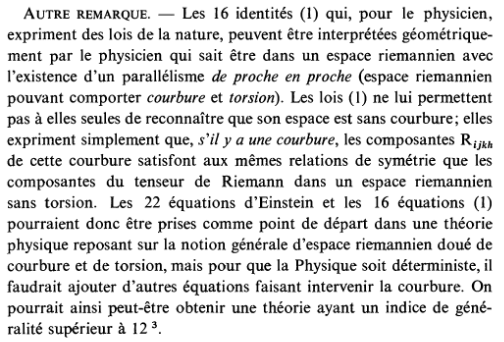 AUTRE REMARQUE. — Les 16 identités (1) qui, pour le physicien,
expriment des lois de la nature, peuvent être interprétées géométrique-
ment par le physicien qui sait être dans un espace riemannien avec
l'existence d'un parallélisme de proche en proche (espace riemannien
pouvant comporter courbure et torsion). Les lois (1) ne lui permettent
pas à elles seules de reconnaître que son espace est sans courbure; elles
expriment simplement que, s'il y a une courbure, les composantes R_{ijkh}
de cette courbure satisfont aux mêmes relations de symétrie que les
composantes du tenseur de Riemann dans un espace riemannien
sans torsion. Les 22 équations d'Einstein et les 16 équations (1)
pourraient donc être prises comme point de départ dans une théorie
physique reposant sur la notion générale d'espace riemannien doué de
courbure et de torsion, mais pour que la Physique soit déterministe, il
faudrait ajouter d'autres équations faisant intervenir la courbure. On
pourrait ainsi peut-être obtenir une théorie ayant un indice de géné-
ralité supérieur à 12 ³.